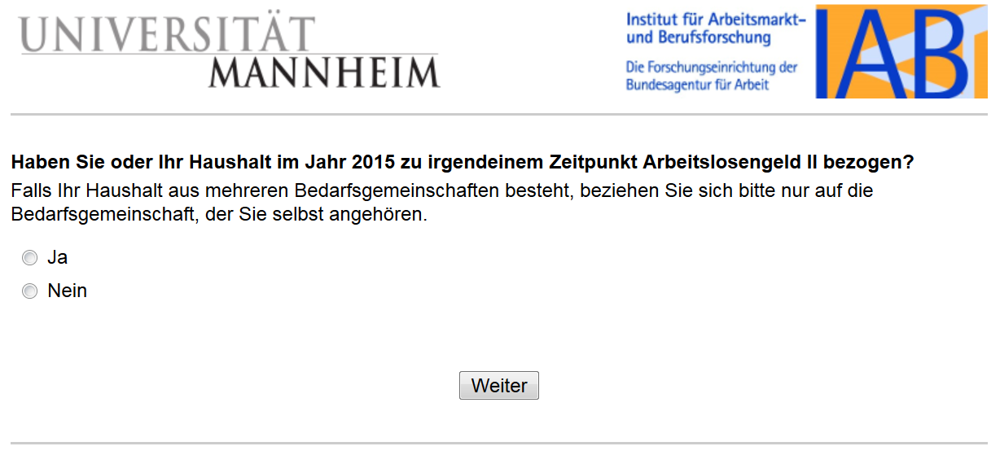 UNIVERSITÄT
MANNHEIM
Institut für Arbeitsmarkt-
und Berufsforschung
Die Forschungseinrichtung der
Bundesagentur für Arbeit
IAB
Haben Sie oder Ihr Haushalt im Jahr 2015 zu irgendeinem Zeitpunkt Arbeitslosengeld II bezogen?
Falls Ihr Haushalt aus mehreren Bedarfsgemeinschaften besteht, beziehen Sie sich bitte nur auf die
Bedarfsgemeinschaft, der Sie selbst angehören.
Ja
Nein
Weiter